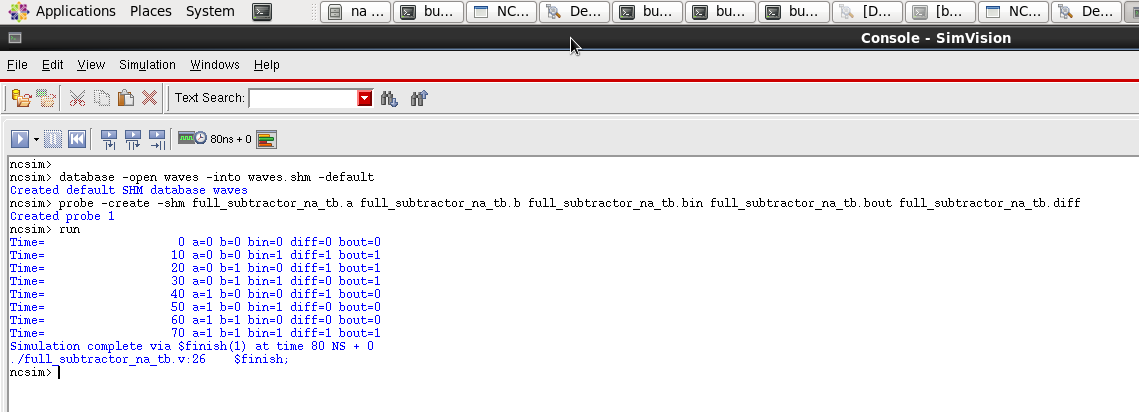 Applications Places System na ... bu... NC... De... bu... bu... bu... [D... [b... NC... De...
Console - SimVision
File Edit View Simulation Windows Help
Text Search:
80ns + 0
ncsim>
ncsim> database -open waves -into waves.shm -default
Created default SHM database waves
ncsim> probe -create -shm full_subtractor_na_tb.a full_subtractor_na_tb.b full_subtractor_na_tb.bin full_subtractor_na_tb.bout full_subtractor_na_tb.diff
Created probe 1
ncsim> run
Time= 0 a=0 b=0 bin=0 diff=0 bout=0
Time= 10 a=0 b=0 bin=1 diff=1 bout=1
Time= 20 a=0 b=1 bin=0 diff=1 bout=1
Time= 30 a=0 b=1 bin=1 diff=0 bout=1
Time= 40 a=1 b=0 bin=0 diff=1 bout=0
Time= 50 a=1 b=0 bin=1 diff=0 bout=0
Time= 60 a=1 b=1 bin=0 diff=0 bout=0
Time= 70 a=1 b=1 bin=1 diff=1 bout=1
Simulation complete via $finish(1) at time 80 NS + 0
./full_subtractor_na_tb.v:26 $finish;
ncsim>